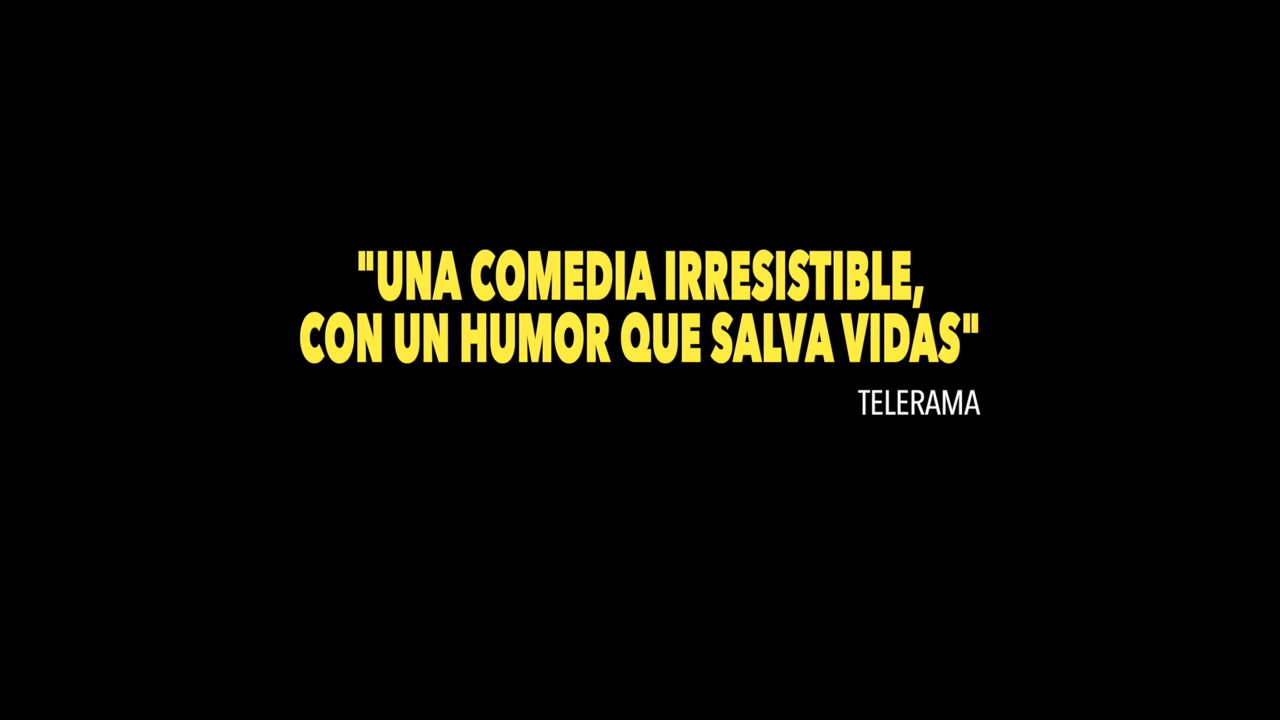 "UNA COMEDIA IRRESISTIBLE,
CON UN HUMOR QUE SALVA VIDAS"
TELERAMA